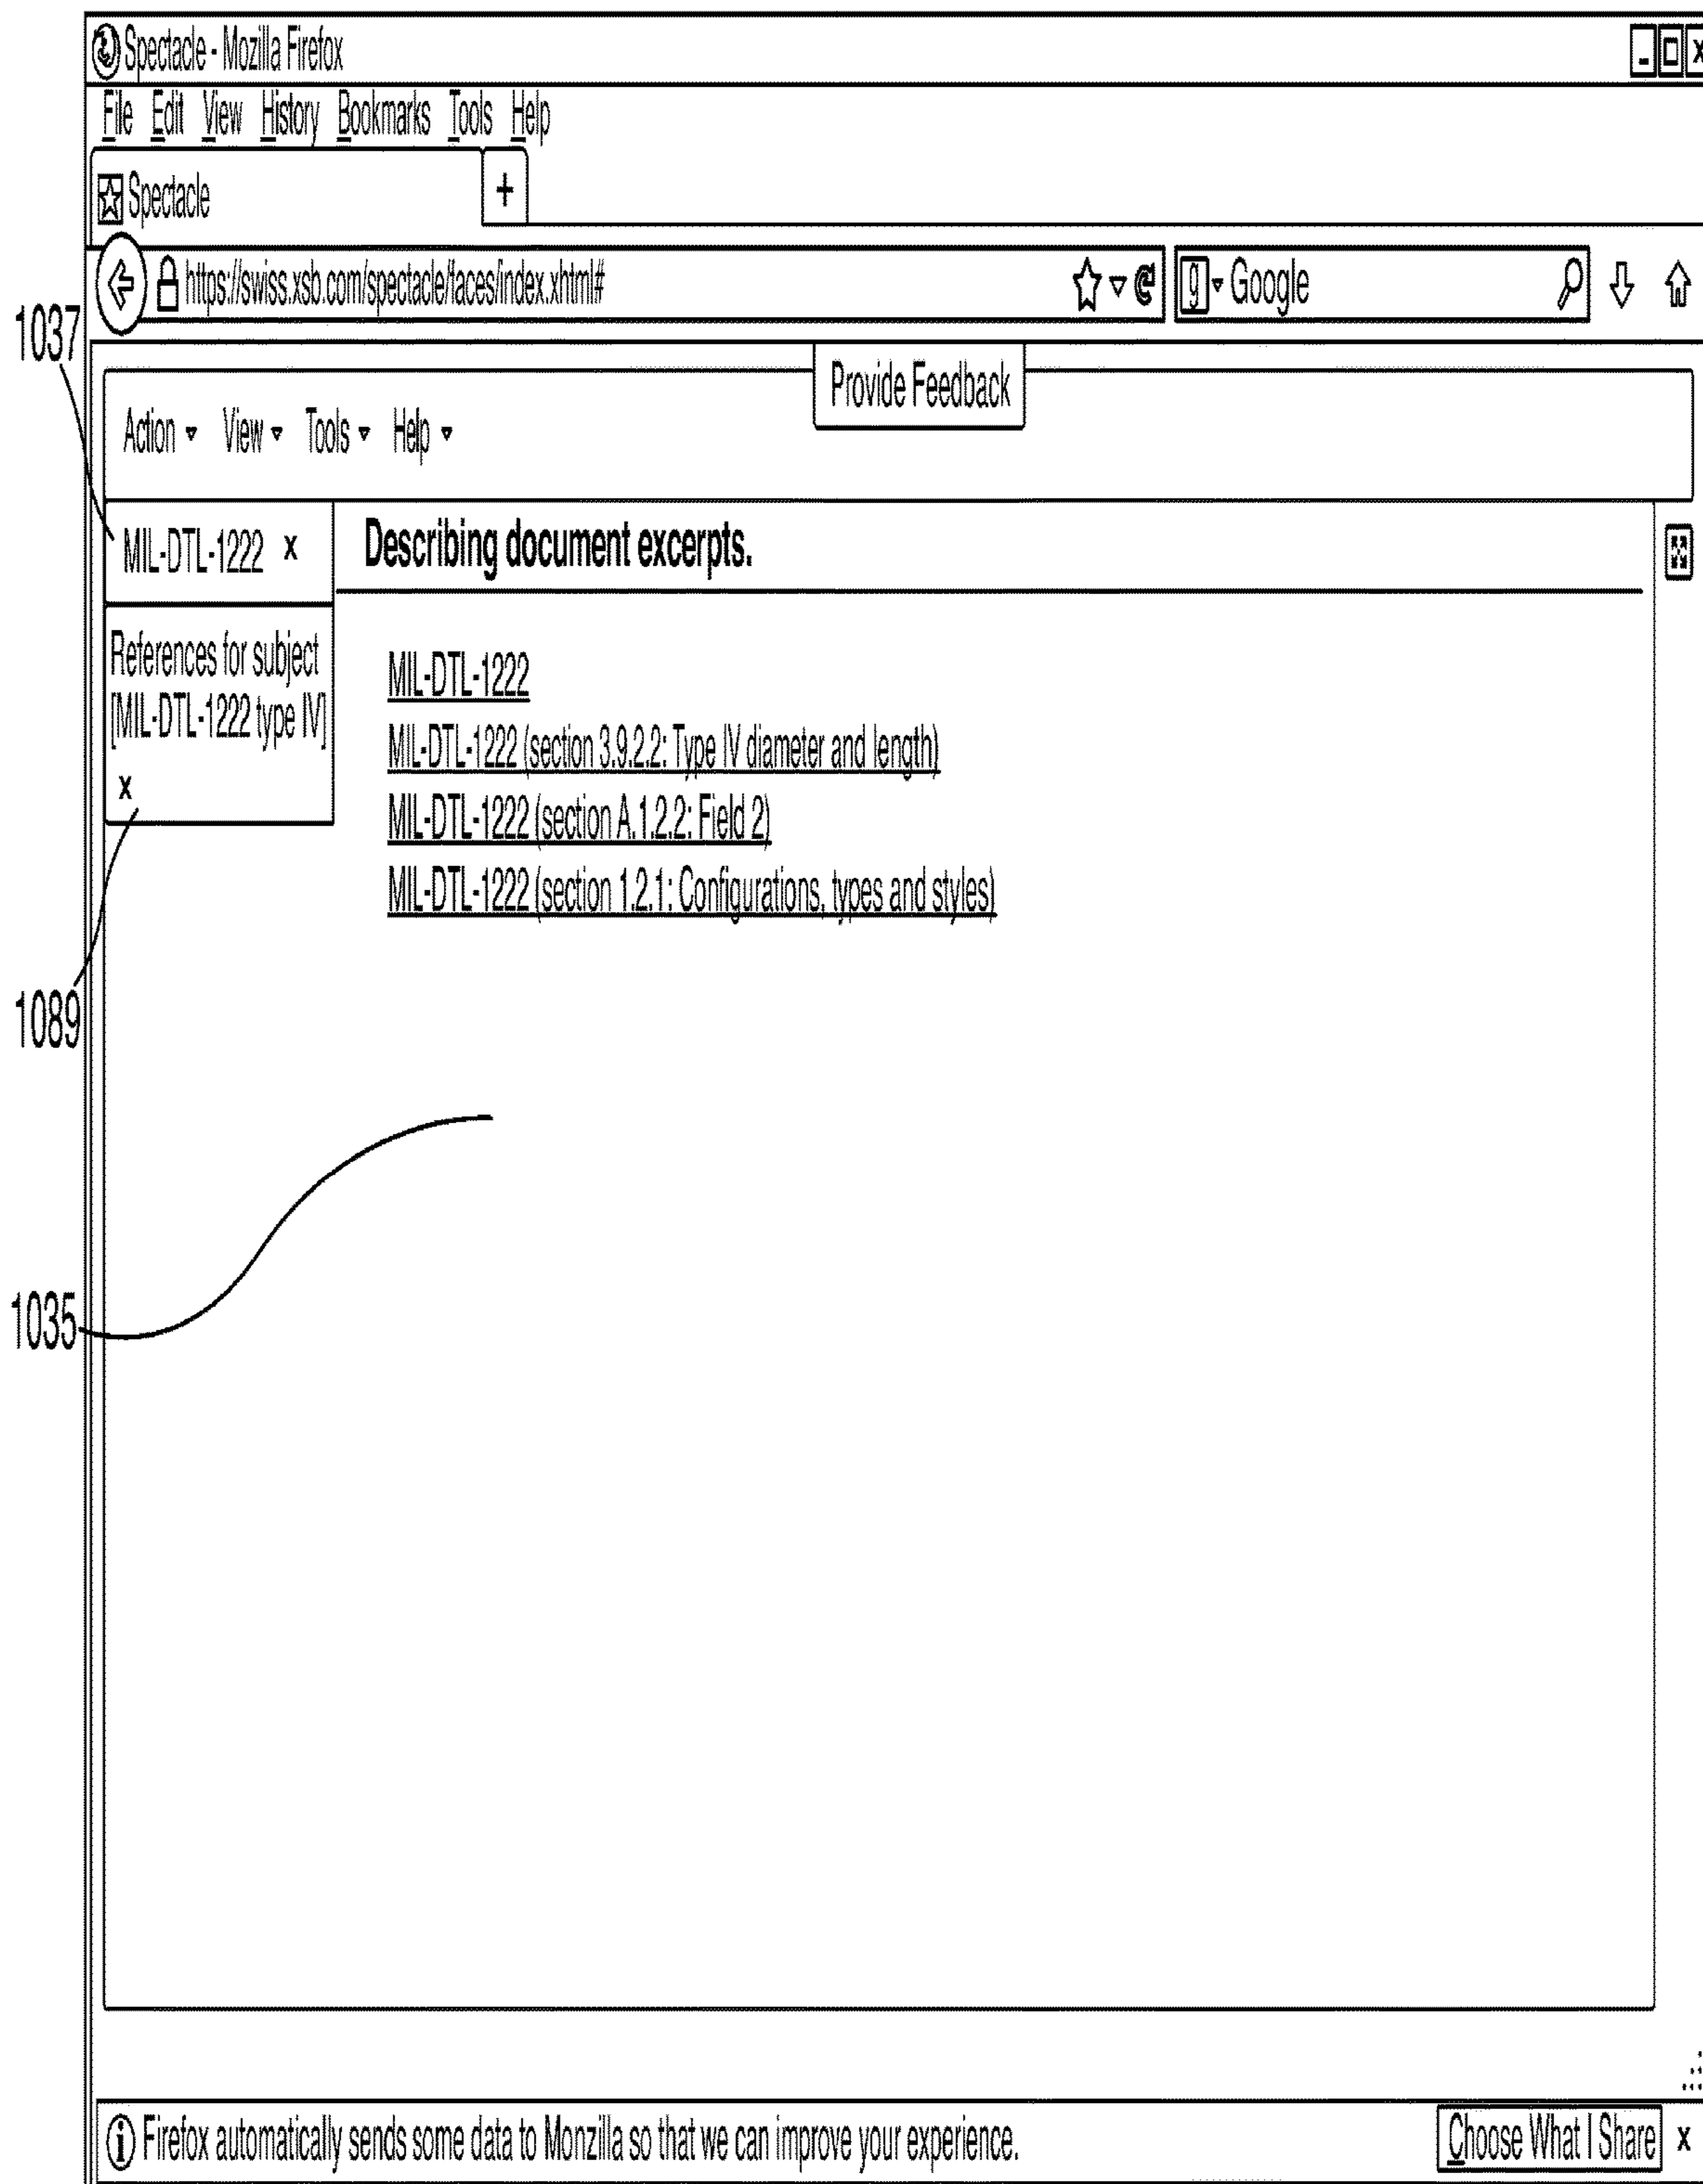 Spectacle - Mozilla Firefox
File Edit View History Bookmarks Tools Help
Spectacle +
https://swiss.xsb.com/spectacle/faces/index.xhtml#
g Google
1037
Provide Feedback
Action View Tools Help
MIL-DTL-1222 x
Describing document excerpts.
References for subject
[MIL-DTL-1222 type IV]
x
MIL-DTL-1222
MIL-DTL-1222 (section 3.9.2.2: Type IV diameter and length)
MIL-DTL-1222 (section A.1.2.2: Field 2)
MIL-DTL-1222 (section 1.2.1: Configurations, types and styles)
1089
1035
Firefox automatically sends some data to Monzilla so that we can improve your experience.
Choose What I Share x